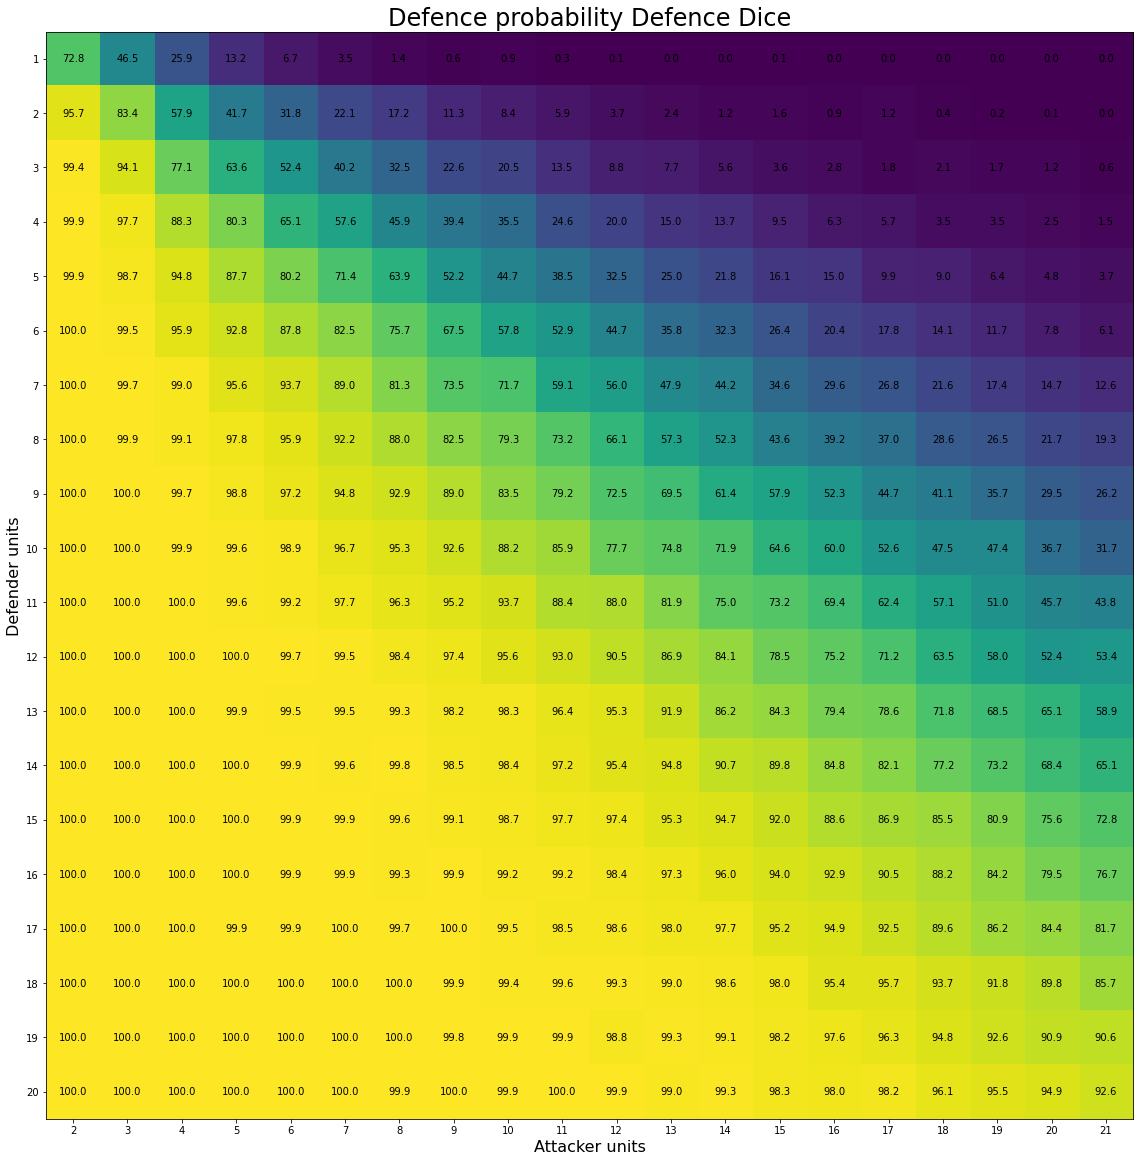 Defence probability Defence Dice
1 72.8 46.5 25.9 13.2 6.7 3.5 1.4 0.6 0.9 0.3 0.1 0.0 0.0 0.1 0.0 0.0 0.0 0.0 0.0 0.0
2 95.7 83.4 57.9 41.7 31.8 22.1 17.2 11.3 8.4 5.9 3.7 2.4 1.2 1.6 0.9 1.2 0.4 0.2 0.1 0.0
3 99.4 94.1 77.1 63.6 52.4 40.2 32.5 22.6 20.5 13.5 8.8 7.7 5.6 3.6 2.8 1.8 2.1 1.7 1.2 0.6
4 99.9 97.7 88.3 80.3 65.1 57.6 45.9 39.4 35.5 24.6 20.0 15.0 13.7 9.5 6.3 5.7 3.5 3.5 2.5 1.5
5 99.9 98.7 94.8 87.7 80.2 71.4 63.9 52.2 44.7 38.5 32.5 25.0 21.8 16.1 15.0 9.9 9.0 6.4 4.8 3.7
6 100.0 99.5 95.9 92.8 87.8 82.5 75.7 67.5 57.8 52.9 44.7 35.8 32.3 26.4 20.4 17.8 14.1 11.7 7.8 6.1
7 100.0 99.7 99.0 95.6 93.7 89.0 81.3 73.5 71.7 59.1 56.0 47.9 44.2 34.6 29.6 26.8 21.6 17.4 14.7 12.6
8 100.0 99.9 99.1 97.8 95.9 92.2 88.0 82.5 79.3 73.2 66.1 57.3 52.3 43.6 39.2 37.0 28.6 26.5 21.7 19.3
9 100.0 100.0 99.7 98.8 97.2 94.8 92.9 89.0 83.5 79.2 72.5 69.5 61.4 57.9 52.3 44.7 41.1 35.7 29.5 26.2
10 100.0 100.0 99.9 99.6 98.9 96.7 95.3 92.6 88.2 85.9 77.7 74.8 71.9 64.6 60.0 52.6 47.5 47.4 36.7 31.7
11 100.0 100.0 100.0 99.6 99.2 97.7 96.3 95.2 93.7 88.4 88.0 81.9 75.0 73.2 69.4 62.4 57.1 51.0 45.7 43.8
12 100.0 100.0 100.0 100.0 99.7 99.5 98.4 97.4 95.6 93.0 90.5 86.9 84.1 78.5 75.2 71.2 63.5 58.0 52.4 53.4
13 100.0 100.0 100.0 99.9 99.5 99.5 99.3 98.2 98.3 96.4 95.3 91.9 86.2 84.3 79.4 78.6 71.8 68.5 65.1 58.9
14 100.0 100.0 100.0 100.0 99.9 99.6 99.8 98.5 98.4 97.2 95.4 94.8 90.7 89.8 84.8 82.1 77.2 73.2 68.4 65.1
15 100.0 100.0 100.0 100.0 99.9 99.9 99.6 99.1 98.7 97.7 97.4 95.3 94.7 92.0 88.6 86.9 85.5 80.9 75.6 72.8
16 100.0 100.0 100.0 100.0 99.9 99.9 99.3 99.9 99.2 99.2 98.4 97.3 96.0 94.0 92.9 90.5 88.2 84.2 79.5 76.7
17 100.0 100.0 100.0 99.9 99.9 100.0 99.7 100.0 99.5 98.5 98.6 98.0 97.7 95.2 94.9 92.5 89.6 86.2 84.4 81.7
18 100.0 100.0 100.0 100.0 100.0 100.0 100.0 99.9 99.4 99.6 99.3 99.0 98.6 98.0 95.4 95.7 93.7 91.8 89.8 85.7
19 100.0 100.0 100.0 100.0 100.0 100.0 100.0 99.8 99.9 99.9 98.8 99.3 99.1 98.2 97.6 96.3 94.8 92.6 90.9 90.6
20 100.0 100.0 100.0 100.0 100.0 100.0 99.9 100.0 99.9 100.0 99.9 99.0 99.3 98.3 98.0 98.2 96.1 95.5 94.9 92.6
2 3 4 5 6 7 8 9 10 11 12 13 14 15 16 17 18 19 20 21
Attacker units
Defender units